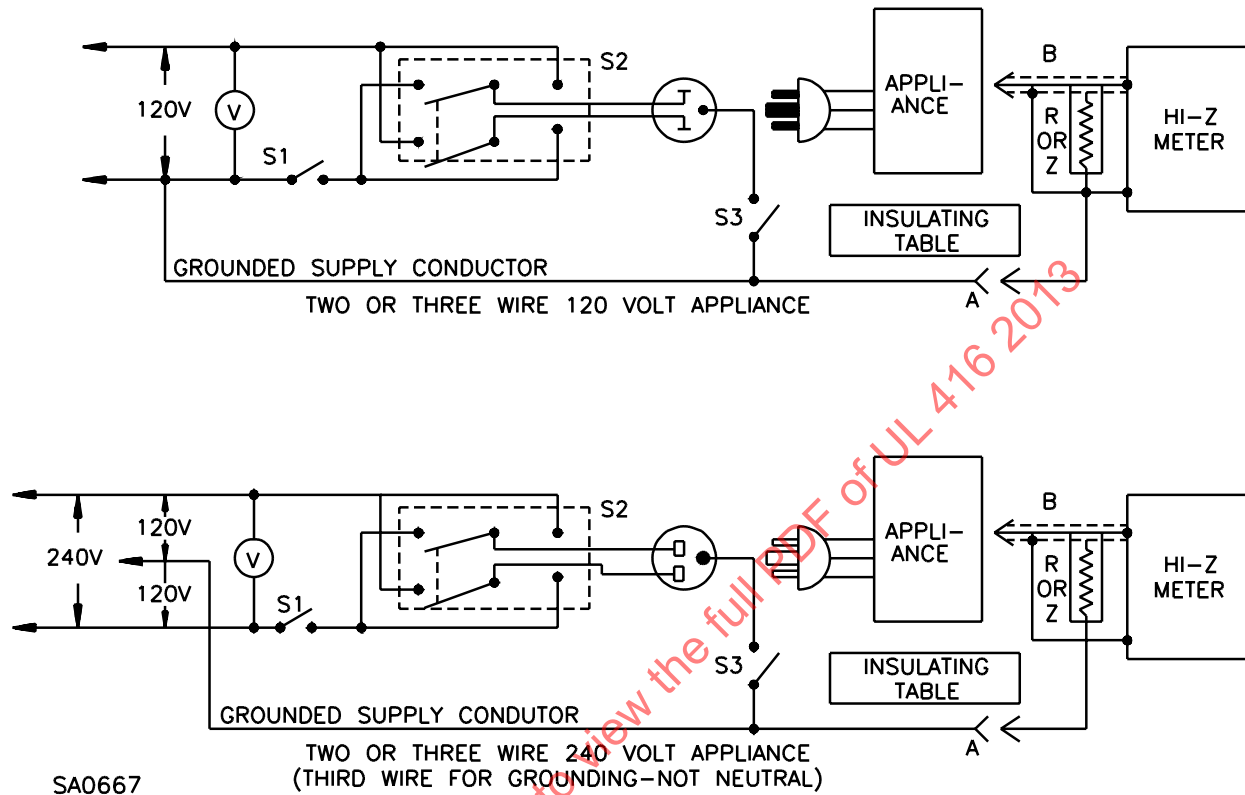 S2
B
120V
V
APPLI-
ANCE
R
OR
Z
HI-Z
METER
S1
S3
INSULATING
TABLE
GROUNDED SUPPLY CONDUCTOR
A
TWO OR THREE WIRE 120 VOLT APPLIANCE
S2
B
120V
240V
120V
V
APPLI-
ANCE
R
OR
Z
HI-Z
METER
S1
S3
INSULATING
TABLE
GROUNDED SUPPLY CONDUTOR
A
TWO OR THREE WIRE 240 VOLT APPLIANCE
(THIRD WIRE FOR GROUNDING-NOT NEUTRAL)
SA0667
to view the full PDF of UL 416 2013